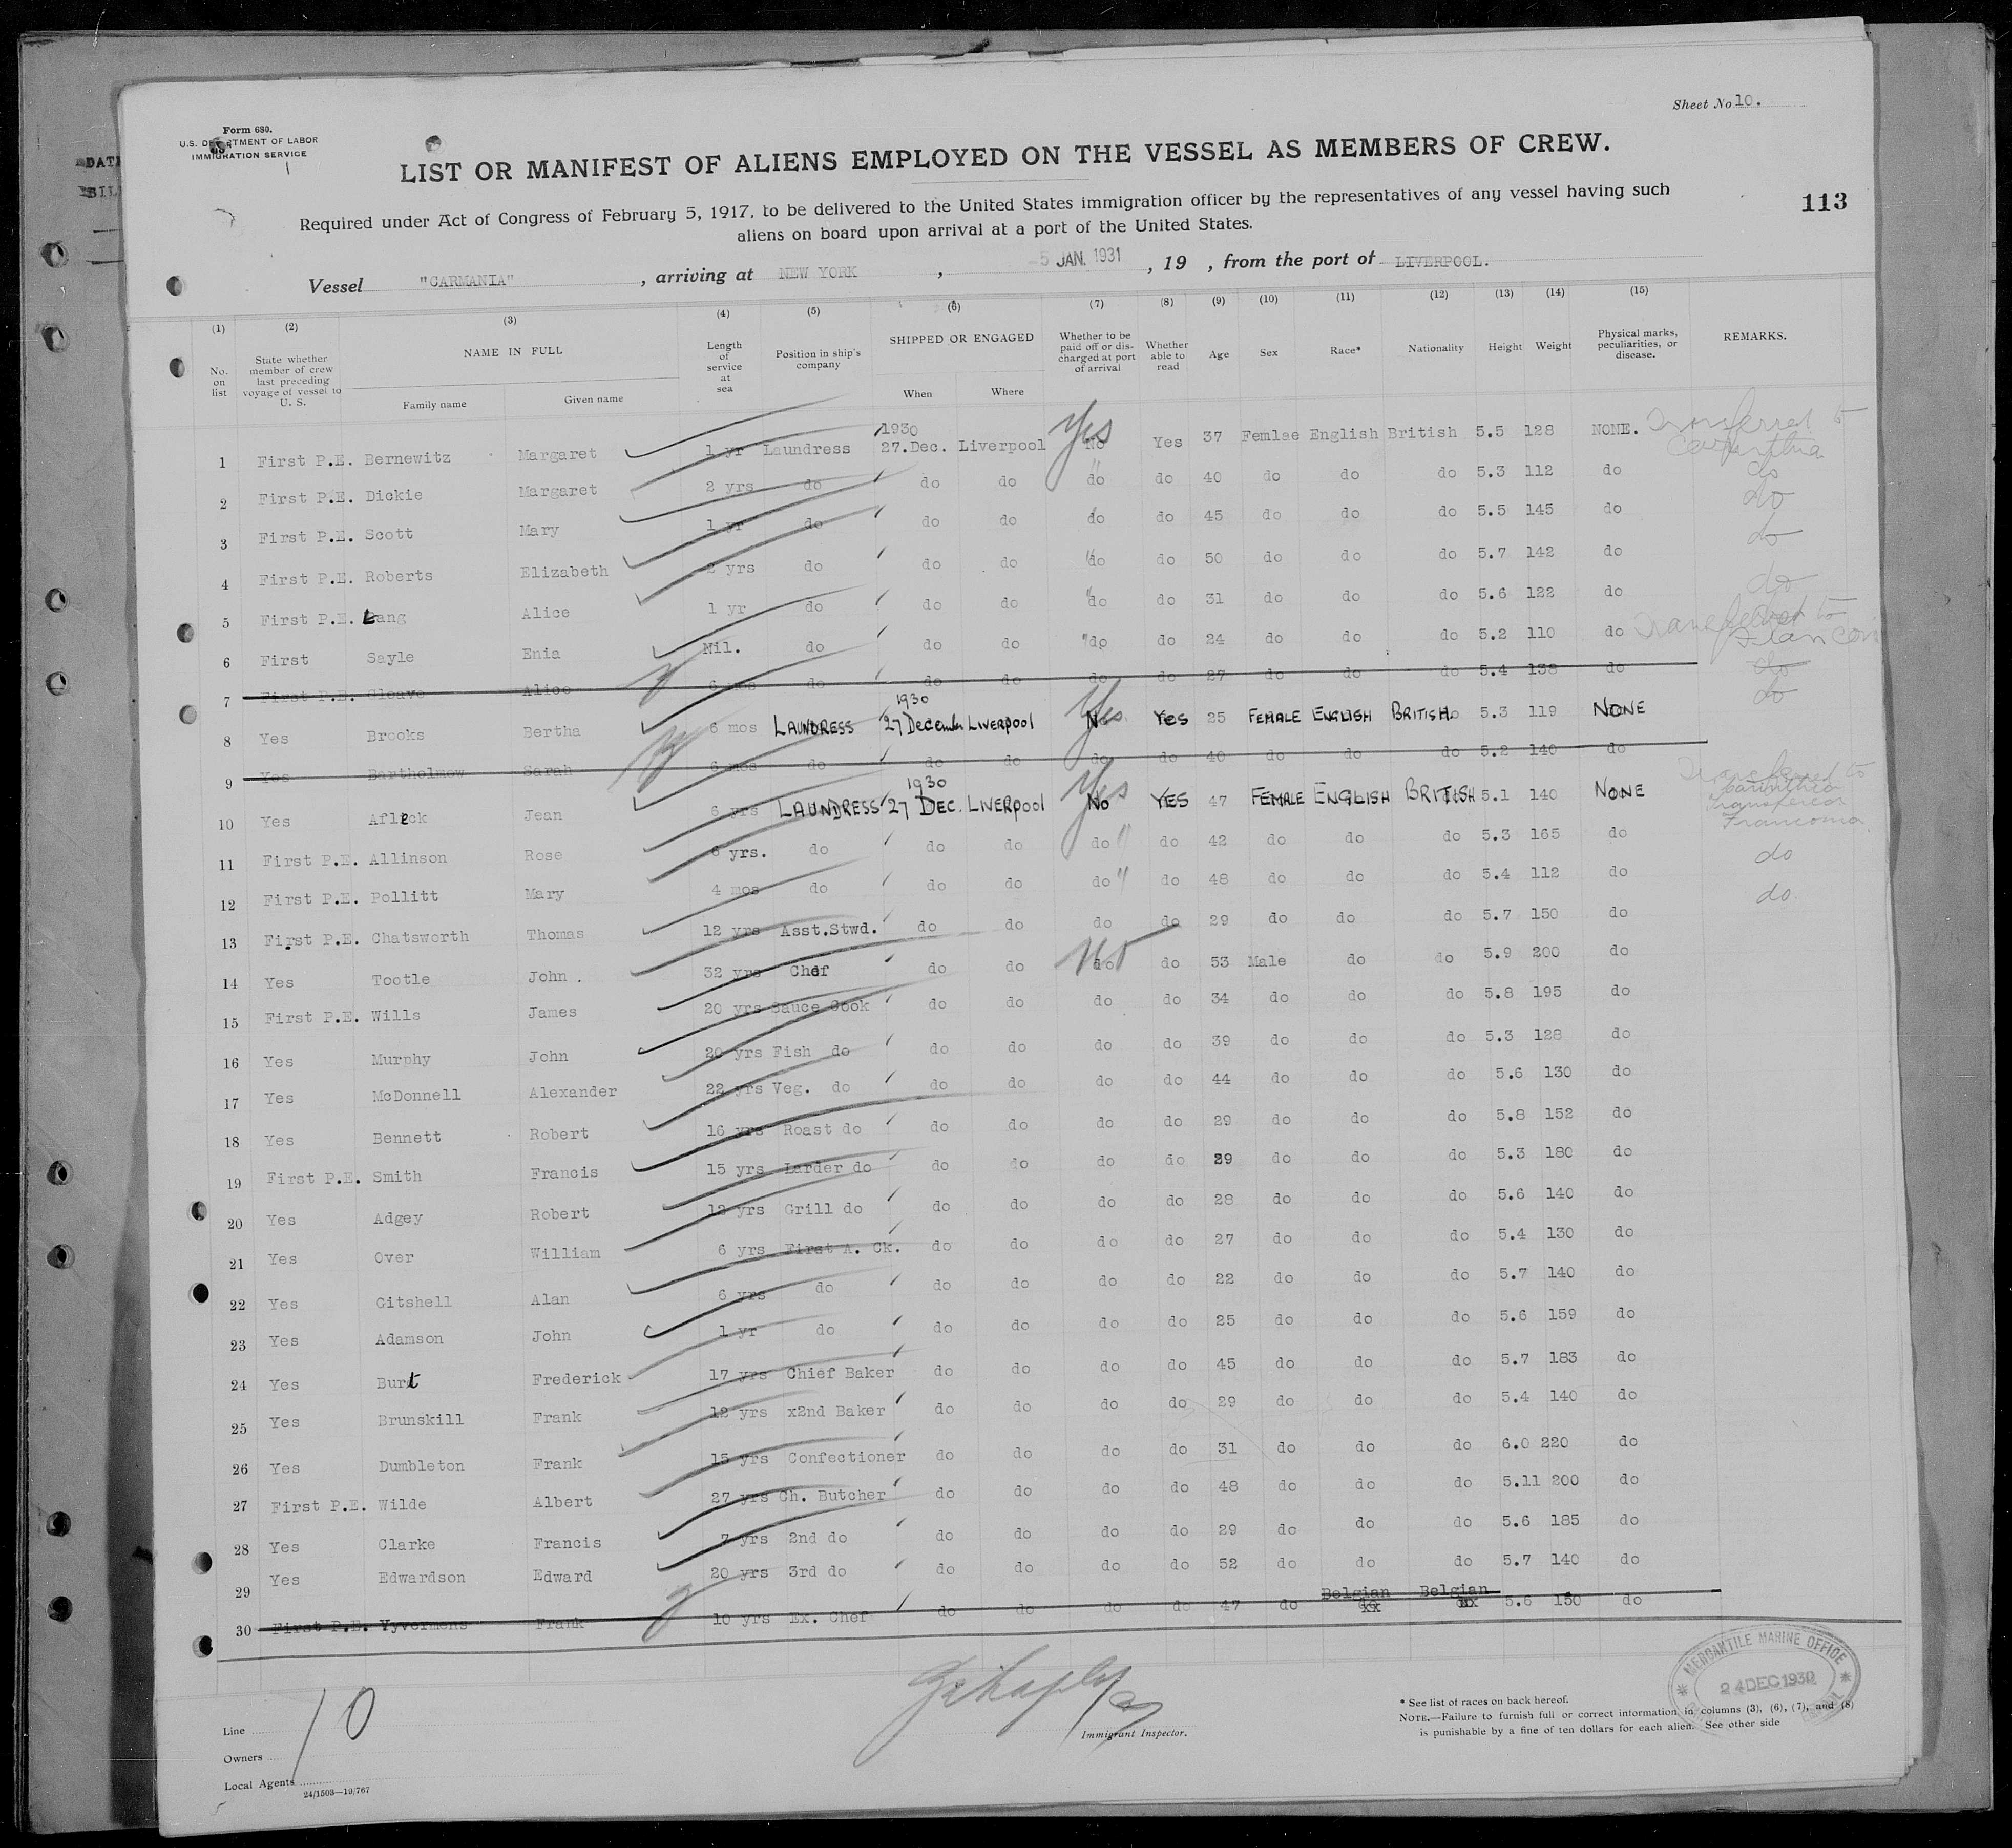 Sheet No 10.
Form 680.
U.S. DEPARTMENT OF LABOR
IMMIGRATION SERVICE
LIST OR MANIFEST OF ALIENS EMPLOYED ON THE VESSEL AS MEMBERS OF CREW.
113
Required under Act of Congress of February 5, 1917, to be delivered to the United States immigration officer by the representatives of any vessel having such
aliens on board upon arrival at a port of the United States.
Vessel "CARMANIA" , arriving at NEW YORK , 5 JAN. 1931 , 19 , from the port of LIVERPOOL.
(1) (2) (3) (4) (5) (6) (7) (8) (9) (10) (11) (12) (13) (14) (15)
No. on list State whether member of crew last preceding voyage of vessel to U. S. NAME IN FULL Family name Given name Length of service at sea Position in ship's company SHIPPED OR ENGAGED When Where Whether to be paid off or discharged at port of arrival Whether able to read Age Sex Race* Nationality Height Weight Physical marks, peculiarities, or disease. REMARKS.
1 First P.E. Bernewitz Margaret 1 yr Laundress 1930 27.Dec. Liverpool No Yes Yes 37 Femlae English British 5.5 128 NONE. Transferred to Carinthia
2 First P.E. Dickie Margaret 2 yrs do do do do " do 40 do do do 5.3 112 do do
3 First P.E. Scott Mary 1 yr do do do do do 45 do do do 5.5 145 do do
4 First P.E. Roberts Elizabeth 2 yrs do do do do " do 50 do do do 5.7 142 do do
5 First P.E. Lang Alice 1 yr do do do do " do 31 do do do 5.6 122 do do
6 First Sayle Enia Nil. do do do do " do 24 do do do 5.2 110 do Transferred to
7 First P.E. Cleave Alice 6 mos do do do do do 27 do do do 5.4 138 do do
8 Yes Brooks Bertha 6 mos LAUNDRESS 1930 27 December LIVERPOOL No Yes YES 25 FEMALE ENGLISH BRITISH 5.3 119 NONE do
9 Yes Bartholmew Sarah 6 mos do do do do do 40 do do do 5.2 140 do
10 Yes Afleck Jean 6 yrs LAUNDRESS 1930 27 DEC. LIVERPOOL No Yes YES 47 FEMALE ENGLISH BRITISH 5.1 140 NONE Transferred to Carinthia
11 First P.E. Allinson Rose 6 yrs. do do do do " do 42 do do do 5.3 165 do Transferred Franconia
12 First P.E. Pollitt Mary 4 mos do do do do " do 48 do do do 5.4 112 do do
13 First P.E. Chatsworth Thomas 12 yrs Asst.Stwd. do do do do 29 do do do 5.7 150 do do
14 Yes Tootle John . 32 yrs Chef do do do No do 53 Male do do 5.9 200 do
15 First P.E. Wills James 20 yrs Sauce Cook do do do do 34 do do do 5.8 195 do
16 Yes Murphy John 20 yrs Fish do do do do do 39 do do do 5.3 128 do
17 Yes McDonnell Alexander 22 yrs Veg. do do do do do 44 do do do 5.6 130 do
18 Yes Bennett Robert 16 yrs Roast do do do do do 29 do do do 5.8 152 do
19 First P.E. Smith Francis 15 yrs Larder do do do do do 29 do do do 5.3 180 do
20 Yes Adgey Robert 12 yrs Grill do do do do do 28 do do do 5.6 140 do
21 Yes Over William 6 yrs First A. Ck. do do do do 27 do do do 5.4 130 do
22 Yes Gitshell Alan 6 yrs do do do do do 22 do do do 5.7 140 do
23 Yes Adamson John 1 yr do do do do do 25 do do do 5.6 159 do
24 Yes Burt Frederick 17 yrs Chief Baker do do do do 45 do do do 5.7 183 do
25 Yes Brunskill Frank 12 yrs x2nd Baker do do do do 29 do do do 5.4 140 do
26 Yes Dumbleton Frank 15 yrs Confectioner do do do do 31 do do do 6.0 220 do
27 First P.E. Wilde Albert 27 yrs Ch. Butcher do do do do 48 do do do 5.11 200 do
28 Yes Clarke Francis 7 yrs 2nd do do do do do 29 do do do 5.6 185 do
29 Yes Edwardson Edward 20 yrs 3rd do do do do do 52 do do do 5.7 140 do
30 First P.E. Vyvermens Frank 10 yrs Ex. Chef do do do do 47 do Belgian Belgian 5.6 150 do
MERCANTILE MARINE OFFICE
24 DEC 1930
10
Line
Owners
Local Agents
24/1503—19/767
Immigrant Inspector.
* See list of races on back hereof.
NOTE.—Failure to furnish full or correct information in columns (3), (6), (7), and (8)
is punishable by a fine of ten dollars for each alien. See other side